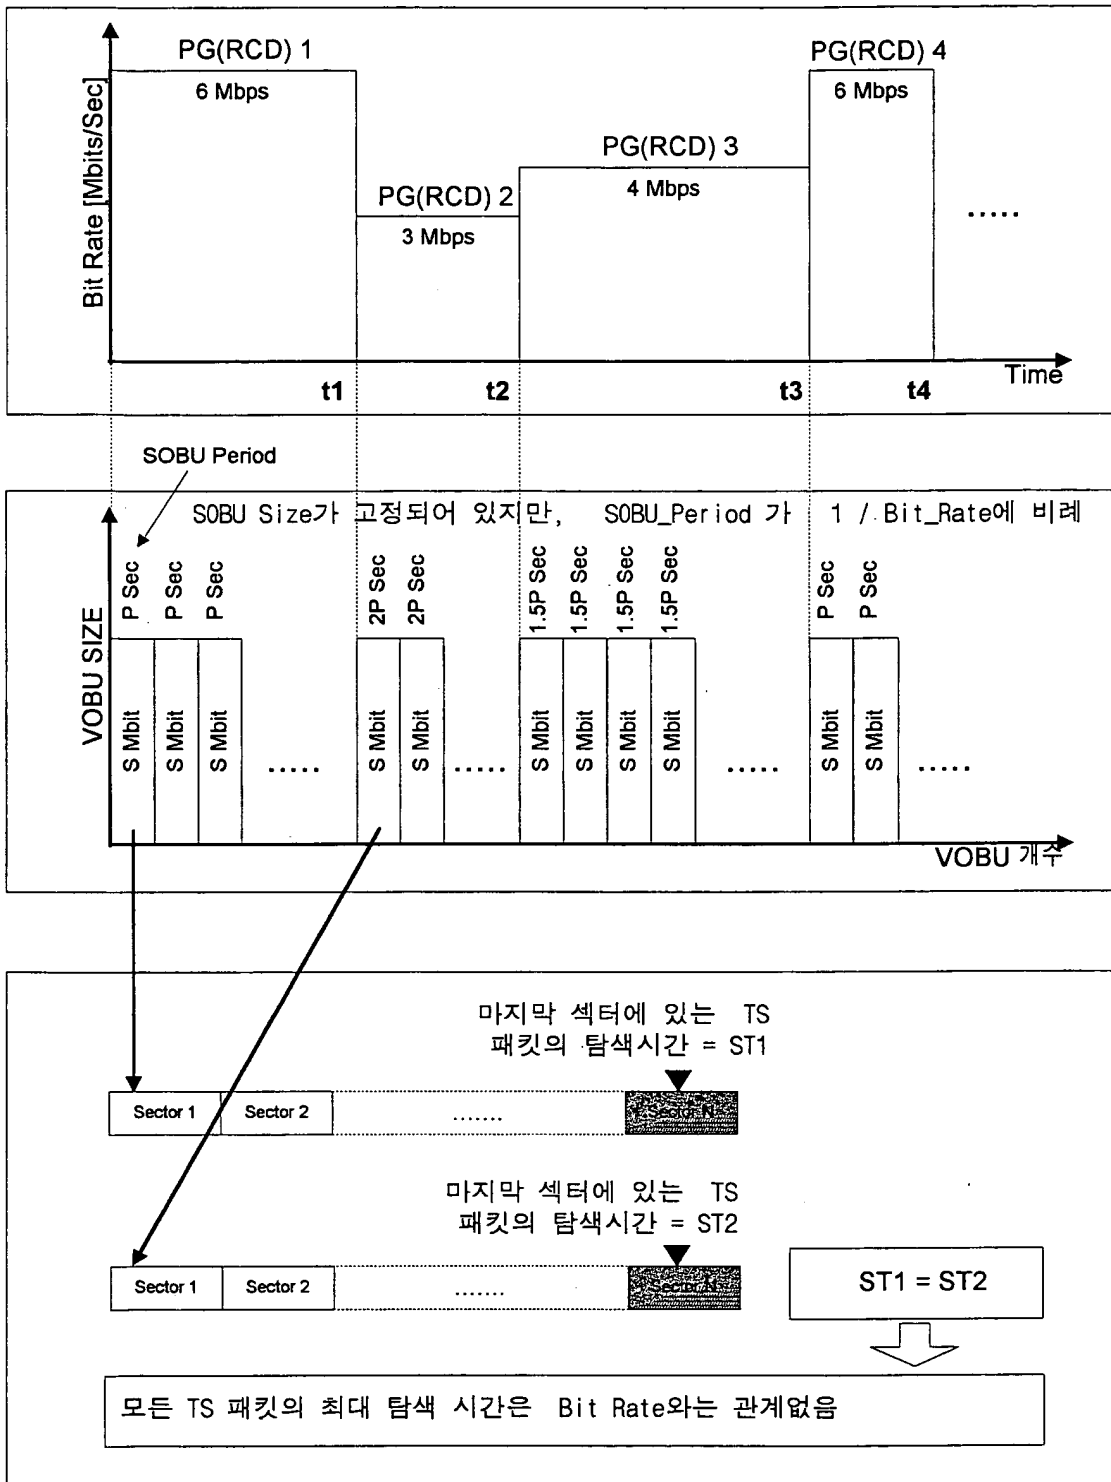 PG(RCD) 1
6 Mbps
PG(RCD) 2
3 Mbps
PG(RCD) 3
4 Mbps
PG(RCD) 4
6 Mbps
.....
Bit Rate [Mbits/Sec]
t1
t2
t3
t4
Time
SOBU Period
SOBU Size가 고정되어 있지만, SOBU_Period 가 1 / Bit_Rate에 비례
VOBU SIZE
P Sec
P Sec
P Sec
2P Sec
2P Sec
1.5P Sec
1.5P Sec
1.5P Sec
1.5P Sec
P Sec
P Sec
S Mbit
S Mbit
S Mbit
.....
S Mbit
S Mbit
.....
S Mbit
S Mbit
S Mbit
S Mbit
.....
S Mbit
S Mbit
.....
VOBU 개수
마지막 섹터에 있는 TS
패킷의 탐색시간 = ST1
Sector 1
Sector 2
.......
Sector N
마지막 섹터에 있는 TS
패킷의 탐색시간 = ST2
Sector 1
Sector 2
.......
Sector N
ST1 = ST2
모든 TS 패킷의 최대 탐색 시간은 Bit Rate와는 관계없음